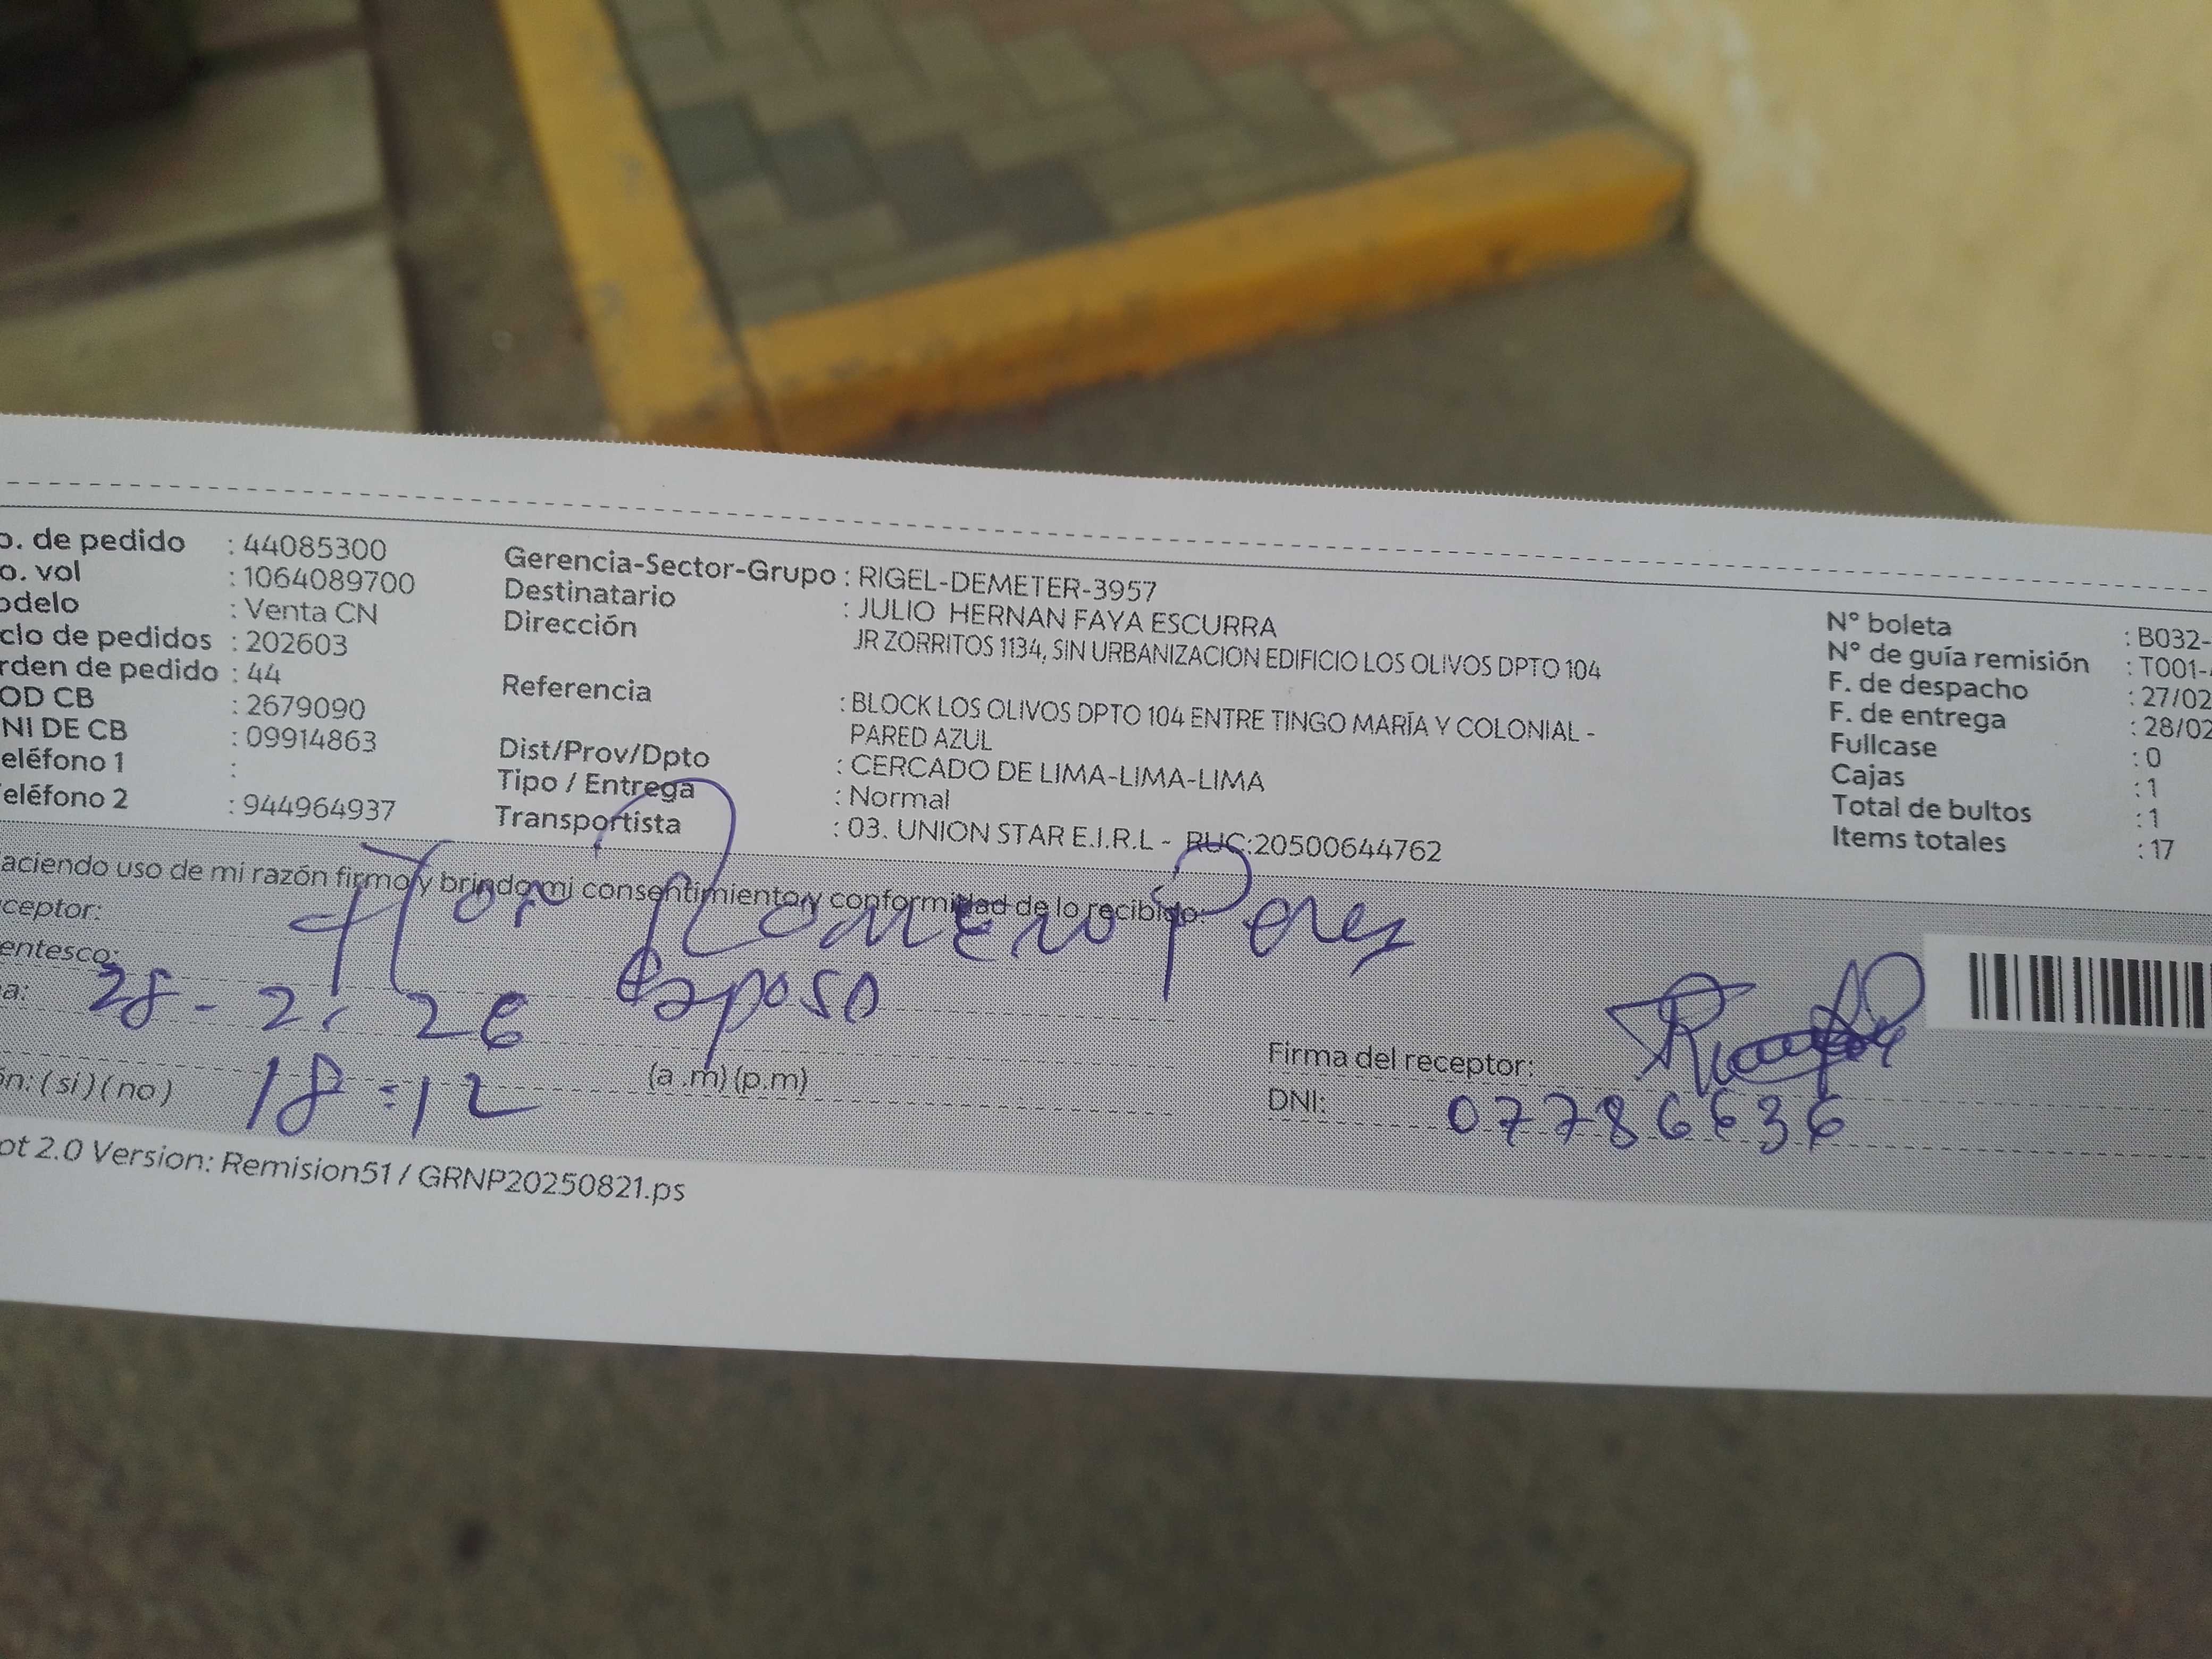 o. de pedido : 44085300
o. vol : 1064089700
odelo : Venta CN
clo de pedidos : 202603
rden de pedido : 44
OD CB : 2679090
NI DE CB : 09914863
eléfono 1 :
eléfono 2 : 944964937
Gerencia-Sector-Grupo : RIGEL-DEMETER-3957
Destinatario : JULIO HERNAN FAYA ESCURRA
Dirección JR ZORRITOS 1134, SIN URBANIZACION EDIFICIO LOS OLIVOS DPTO 104
Referencia : BLOCK LOS OLIVOS DPTO 104 ENTRE TINGO MARÍA Y COLONIAL -
PARED AZUL
Dist/Prov/Dpto : CERCADO DE LIMA-LIMA-LIMA
Tipo / Entrega : Normal
Transportista : 03. UNION STAR E.I.R.L - RUC:20500644762
N° boleta : B032-
N° de guía remisión : T001-
F. de despacho : 27/02
F. de entrega : 28/02
Fullcase : 0
Cajas : 1
Total de bultos : 1
Items totales : 17
aciendo uso de mi razón firmo y brindo mi consentimiento y conformidad de lo recibido.
ceptor: Romero
entesco: Esposo
a: 28-2-26
ón: (si) (no) 18:12 (a .m) (p.m)
Firma del receptor:
DNI: 07786636
ot 2.0 Version: Remision51 / GRNP20250821.ps